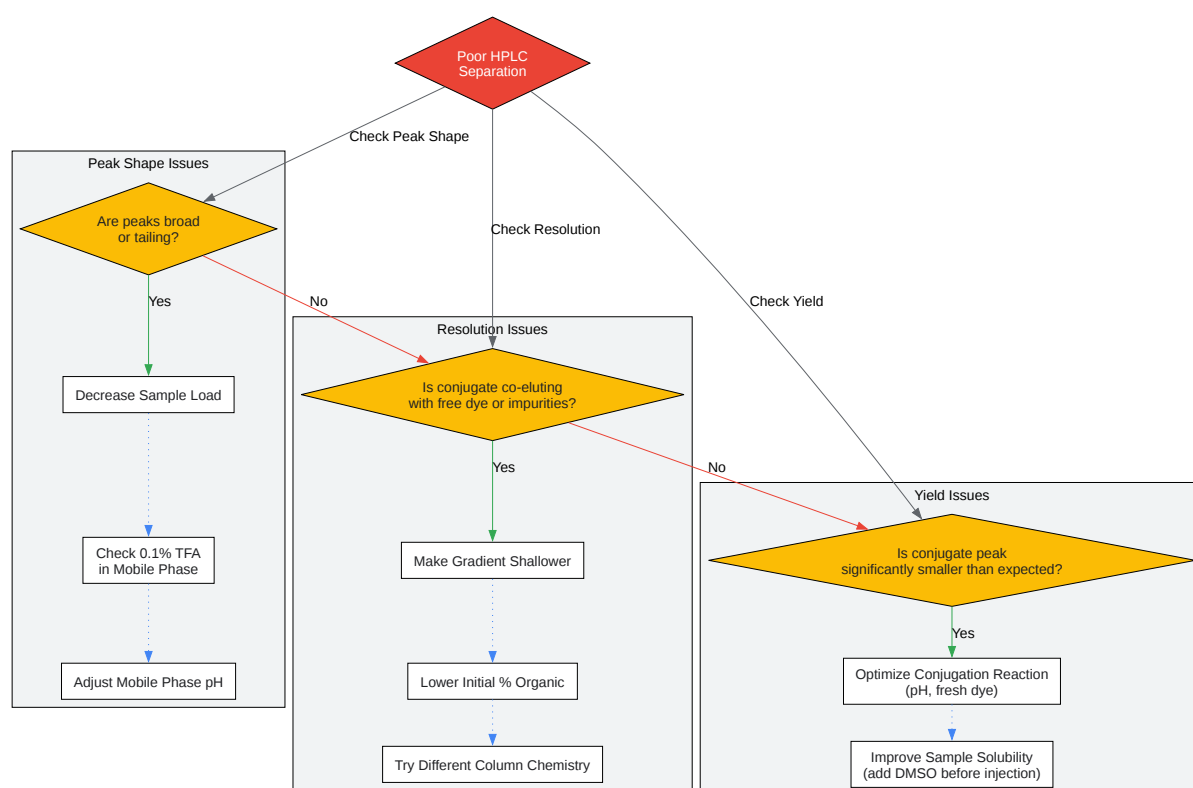 Poor HPLC
Separation
Check Peak Shape
Check Resolution
Check Yield
Peak Shape Issues
Are peaks broad
or tailing?
Yes
No
Decrease Sample Load
Check 0.1% TFA
in Mobile Phase
Adjust Mobile Phase pH
Resolution Issues
Is conjugate co-eluting
with free dye or impurities?
Yes
No
Make Gradient Shallower
Lower Initial % Organic
Try Different Column Chemistry
Yield Issues
Is conjugate peak
significantly smaller than expected?
Yes
Optimize Conjugation Reaction
(pH, fresh dye)
Improve Sample Solubility
(add DMSO before injection)